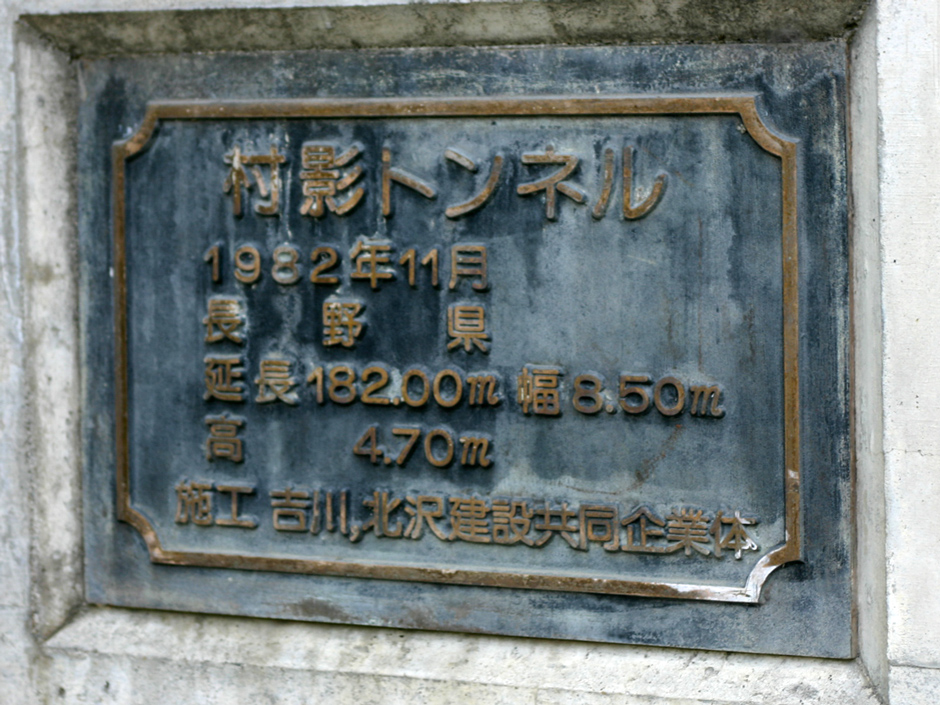 村影トンネル
1982年11月
長野県
延長182.00m 幅8.50m
高 4.70m
施工 吉川,北沢建設共同企業体